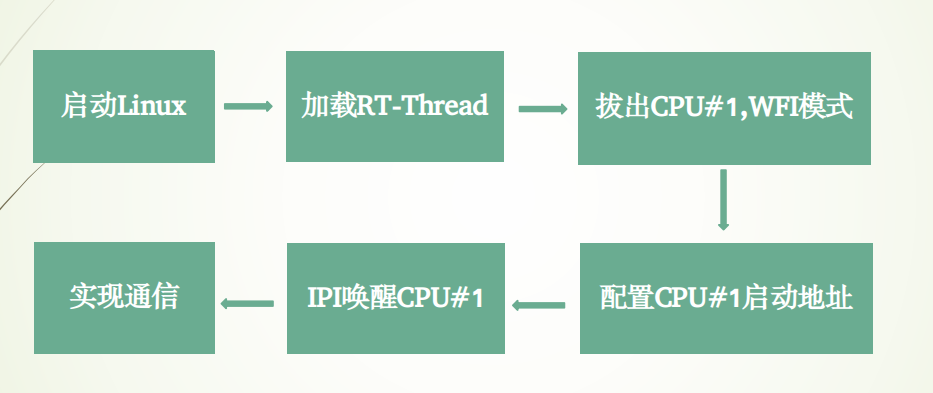 启动Linux
加载RT-Thread
拔出CPU#1,WFI模式
配置CPU#1启动地址
IPI唤醒CPU#1
实现通信